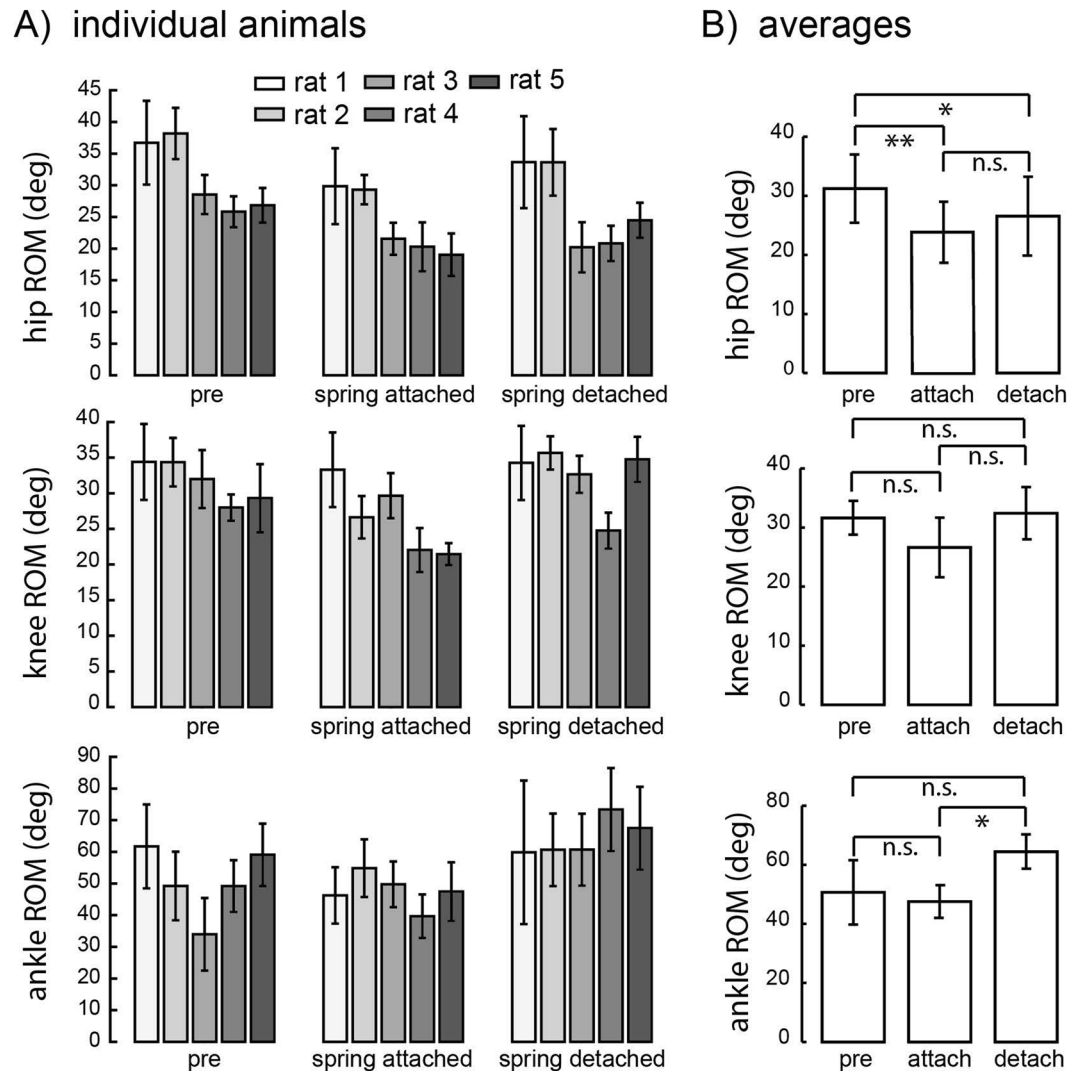 A) individual animals
B) averages
rat 1 rat 3 rat 5
rat 2 rat 4
hip ROM (deg)
45
40
35
30
25
20
15
10
5
0
pre spring attached spring detached
hip ROM (deg)
40
30
20
10
0
*
**
n.s.
pre attach detach
knee ROM (deg)
40
35
30
25
20
15
10
5
0
pre spring attached spring detached
knee ROM (deg)
40
30
20
10
0
n.s.
n.s.
n.s.
pre attach detach
ankle ROM (deg)
90
80
70
60
50
40
30
20
10
0
pre spring attached spring detached
ankle ROM (deg)
80
60
40
20
0
n.s.
*
n.s.
pre attach detach